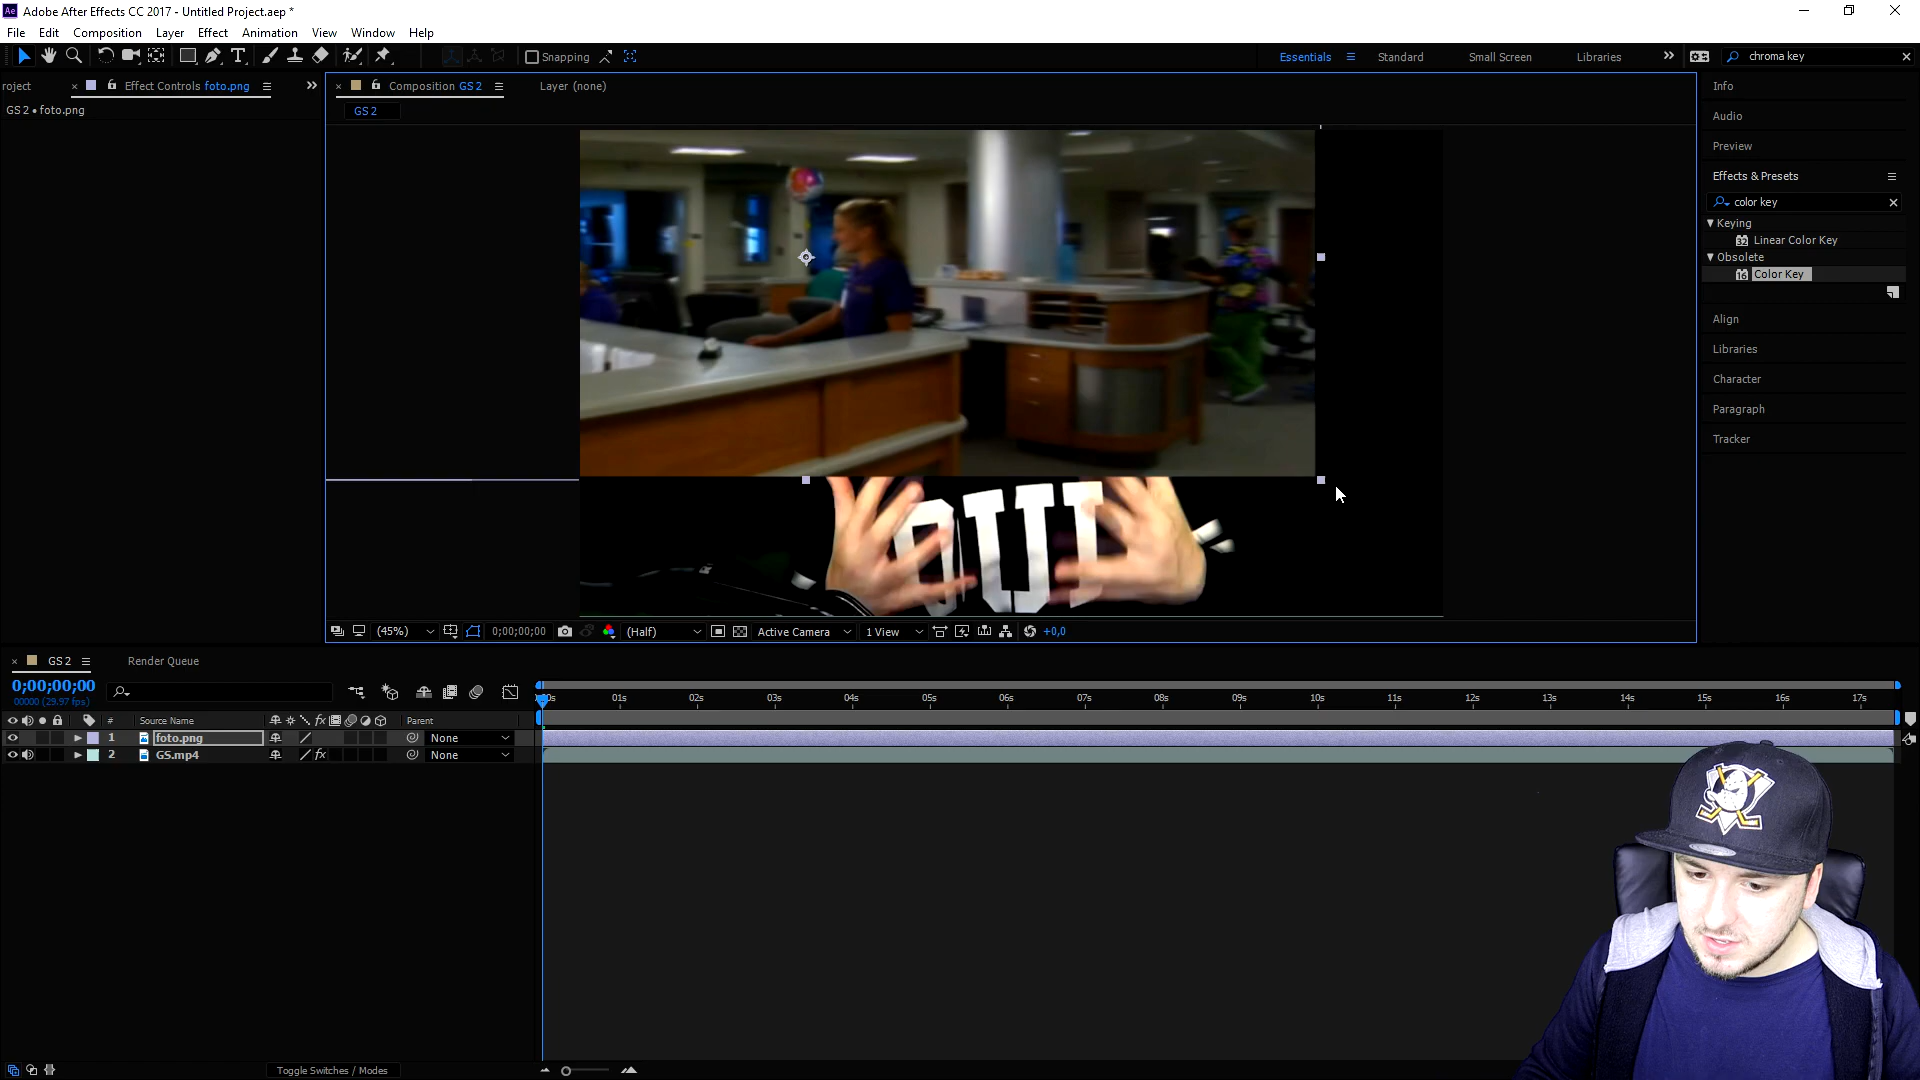 Ae Adobe After Effects CC 2017 - Untitled Project.aep *
File Edit Composition Layer Effect Animation View Window Help
Snapping
Essentials Standard Small Screen Libraries
chroma key
roject
Effect Controls foto.png
GS 2 • foto.png
Composition GS 2
Layer (none)
GS 2
OUI
(45%)
0;00;00;00
(Half)
Active Camera
1 View
+0,0
Info
Audio
Preview
Effects & Presets
color key
Keying
32 Linear Color Key
Obsolete
16 Color Key
Align
Libraries
Character
Paragraph
Tracker
GS 2
Render Queue
0;00;00;00
00000 (29.97 fps)
# Source Name
fx
Parent
1 foto.png None
2 GS.mp4 fx None
01s 02s 03s 04s 05s 06s 07s 08s 09s 10s 11s 12s 13s 14s 15s 16s 17s
Toggle Switches / Modes